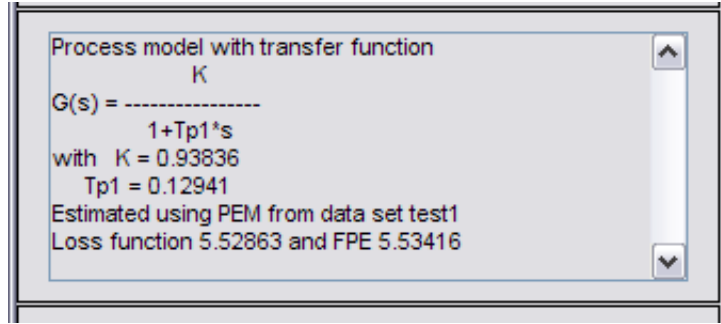 Process model with transfer function
K
G(s) = ----------------
1+Tp1*s
with K = 0.93836
Tp1 = 0.12941
Estimated using PEM from data set test1
Loss function 5.52863 and FPE 5.53416